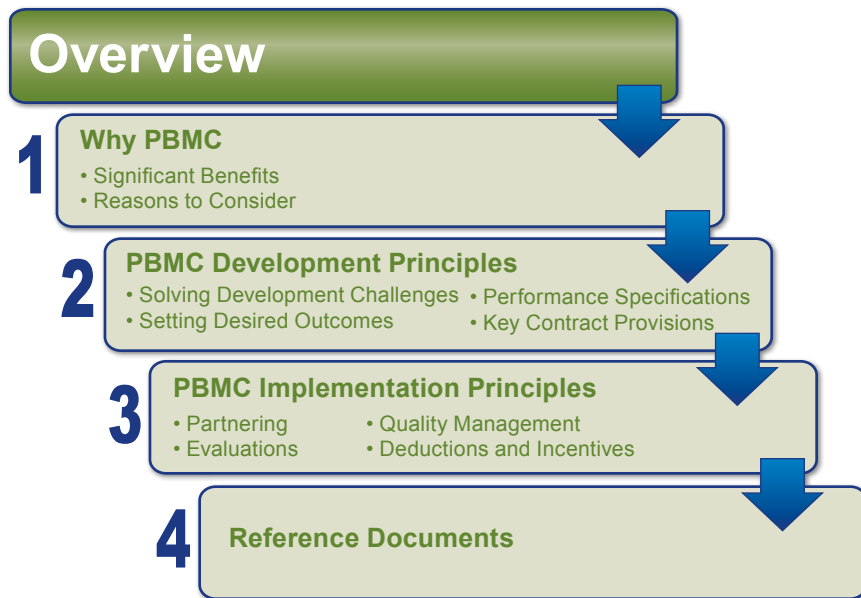 Overview
1
Why PBMC
• Significant Benefits
• Reasons to Consider
2
PBMC Development Principles
• Solving Development Challenges • Performance Specifications
• Setting Desired Outcomes • Key Contract Provisions
3
PBMC Implementation Principles
• Partnering • Quality Management
• Evaluations • Deductions and Incentives
4
Reference Documents